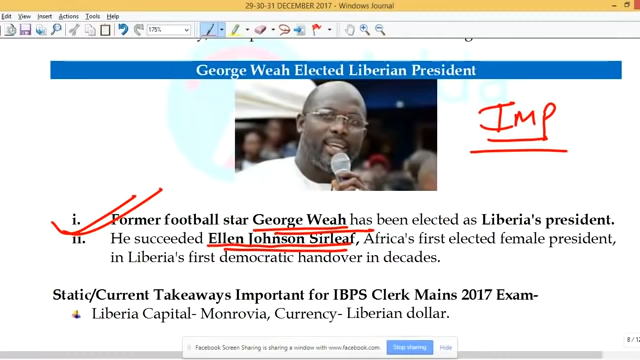 29-30-31 DECEMBER 2017 - Windows Journal
Actions Tools Help
175%
George Weah Elected Liberian President
IMP
i. Former football star George Weah has been elected as Liberia's president.
ii. He succeeded Ellen Johnson Sirleaf, Africa's first elected female president,
in Liberia's first democratic handover in decades.
Static/Current Takeaways Important for IBPS Clerk Mains 2017 Exam-
Liberia Capital- Monrovia, Currency- Liberian dollar.
Facebook Screen Sharing is sharing a window with www.facebook.com. Stop sharing Hide